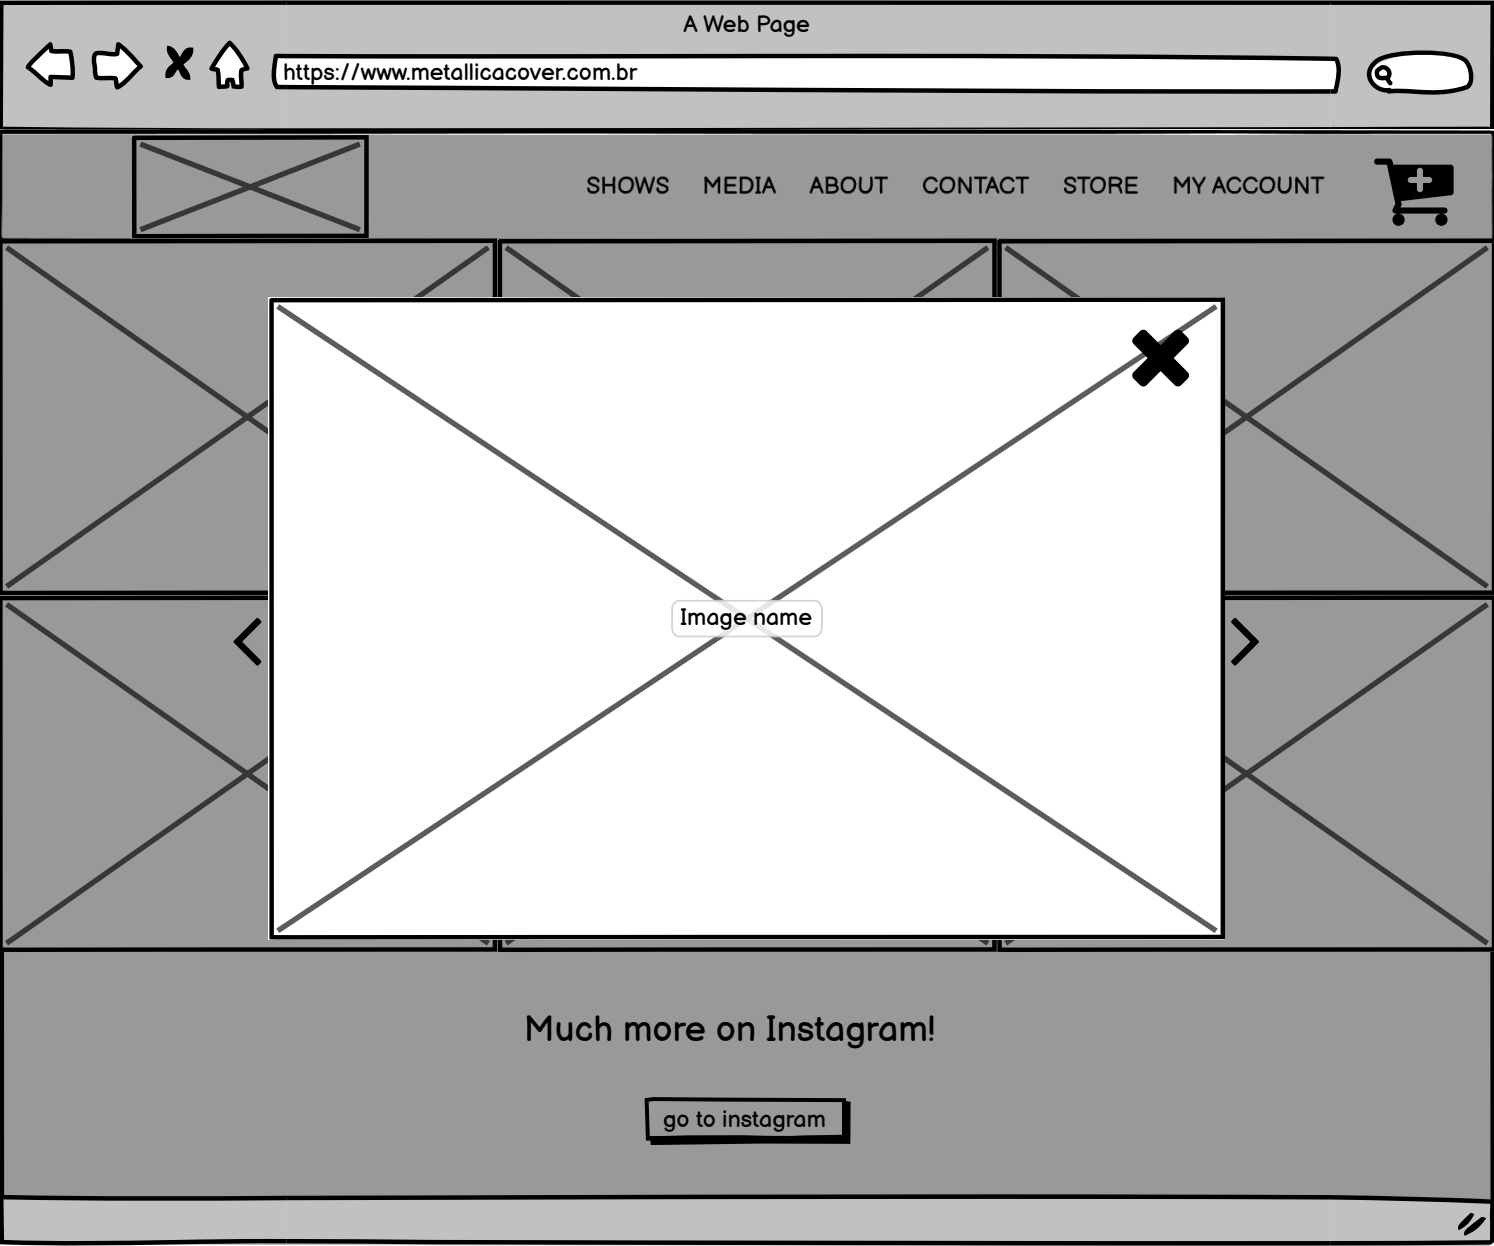 A Web Page
https://www.metallicacover.com.br
SHOWS MEDIA ABOUT CONTACT STORE MY ACCOUNT
Image name
Much more on Instagram!
go to instagram